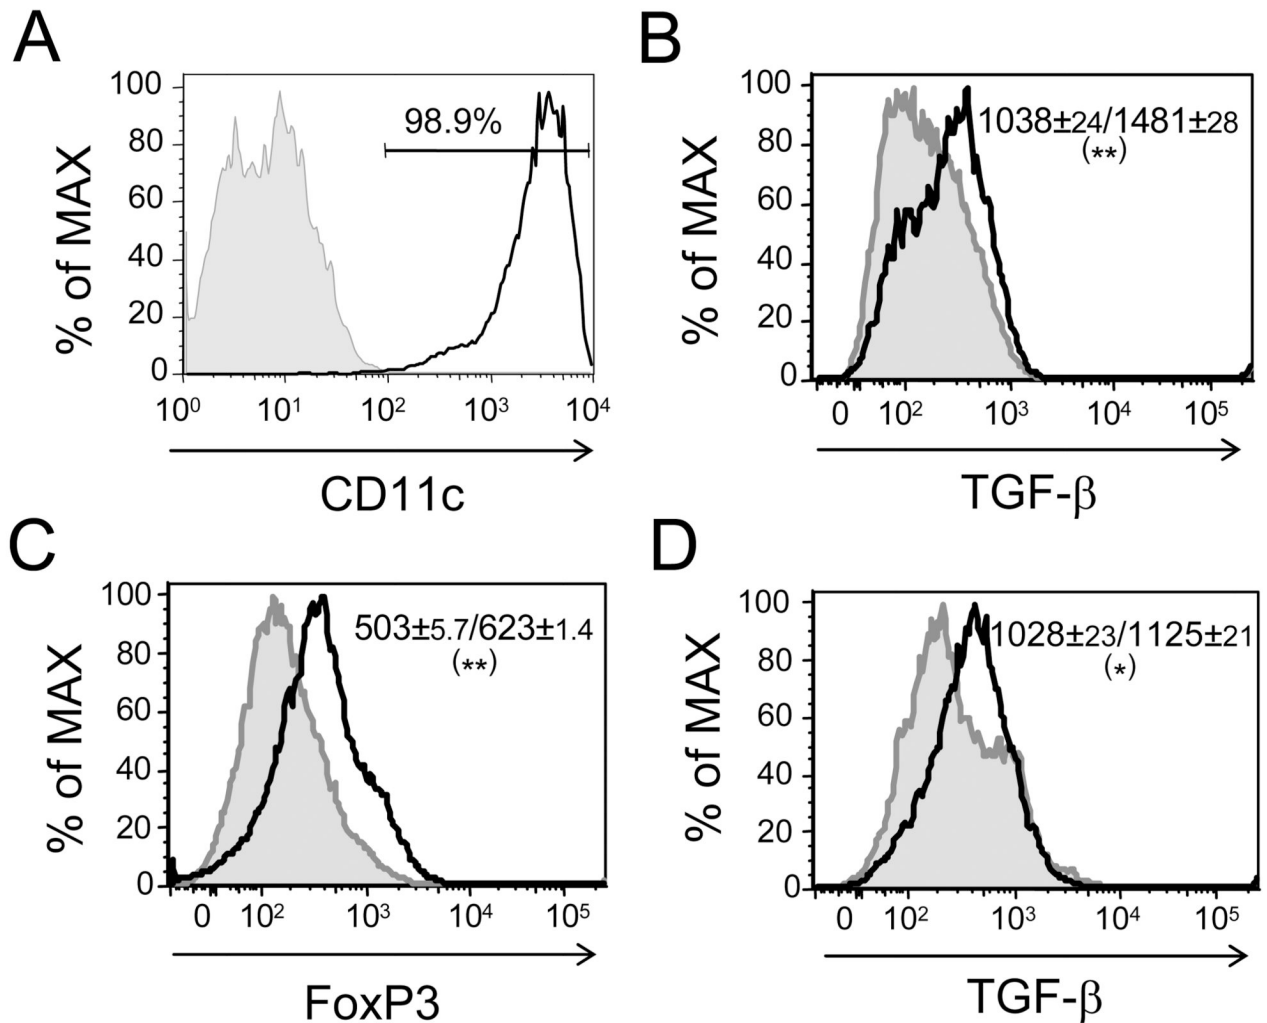 A
% of MAX
100
80
60
40
20
0
98.9%
10⁰ 10¹ 10² 10³ 10⁴
CD11c
B
% of MAX
100
80
60
40
20
0
1038±24/1481±28
(**)
0 10² 10³ 10⁴ 10⁵
TGF-β
C
% of MAX
100
80
60
40
20
0
503±5.7/623±1.4
(**)
0 10² 10³ 10⁴ 10⁵
FoxP3
D
% of MAX
100
80
60
40
20
0
1028±23/1125±21
(*)
0 10² 10³ 10⁴ 10⁵
TGF-β